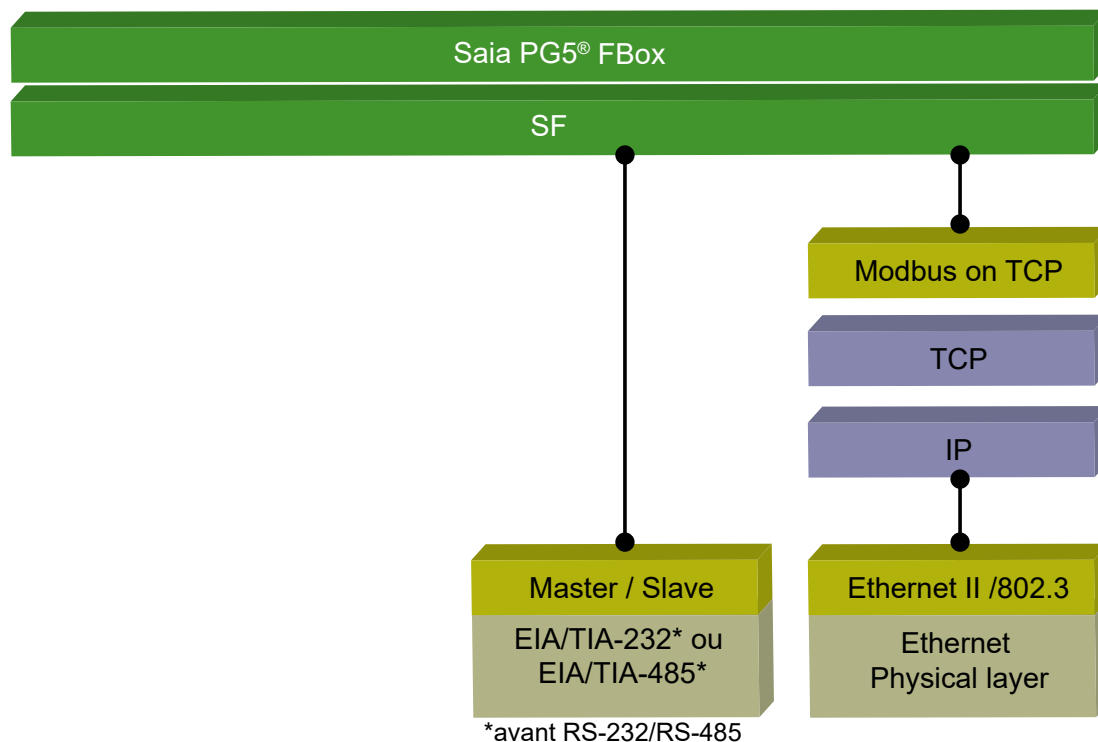 Saia PG5® FBox
SF
Modbus on TCP
TCP
IP
Master / Slave
EIA/TIA-232* ou
EIA/TIA-485*
Ethernet II /802.3
Ethernet
Physical layer
*avant RS-232/RS-485